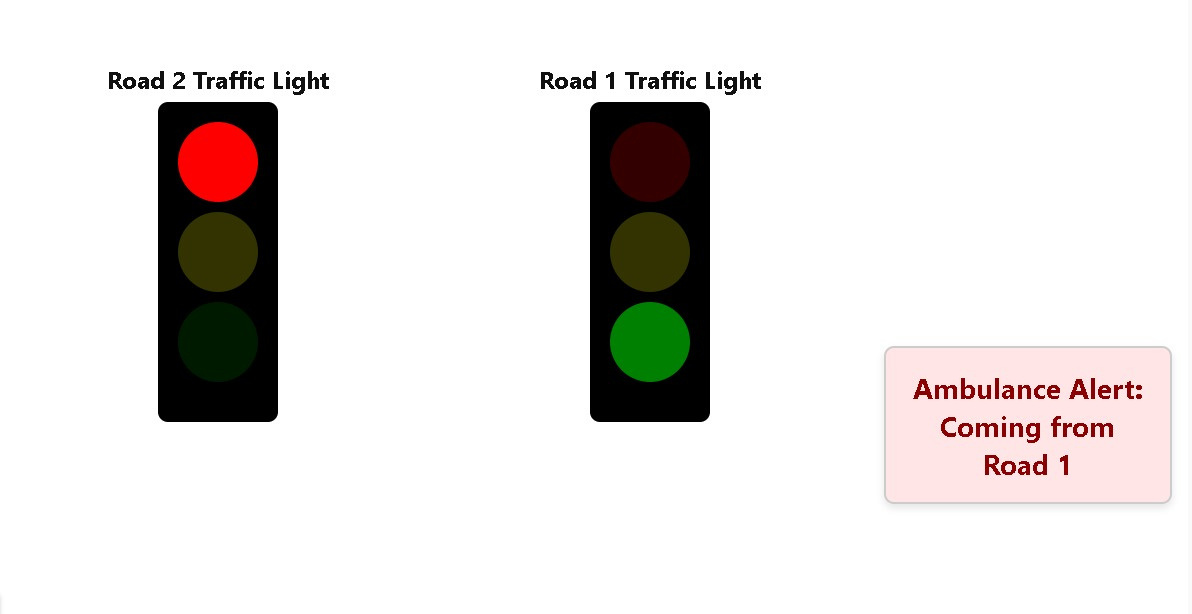 Road 2 Traffic Light
Road 1 Traffic Light
Ambulance Alert:
Coming from
Road 1